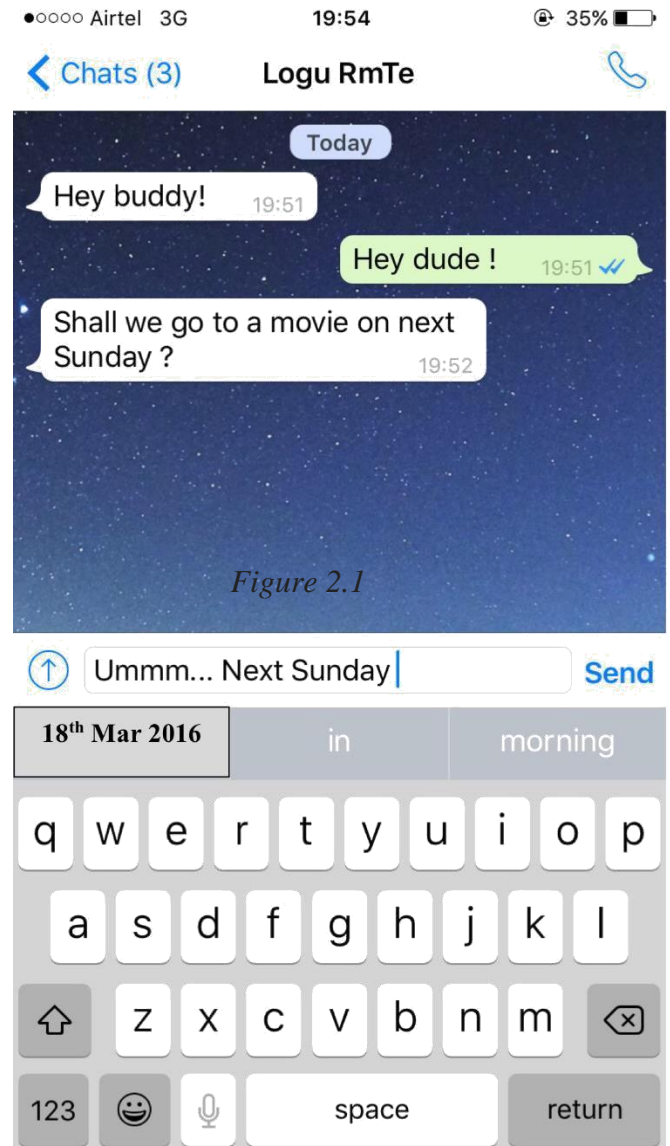 Airtel 3G 19:54 35%
Chats (3) Logu RmTe
Today
Hey buddy! 19:51
Hey dude ! 19:51
Shall we go to a movie on next
Sunday ? 19:52
Figure 2.1
Ummm... Next Sunday Send
18th Mar 2016 in morning
q w e r t y u i o p
a s d f g h j k l
z x c v b n m
123 space return